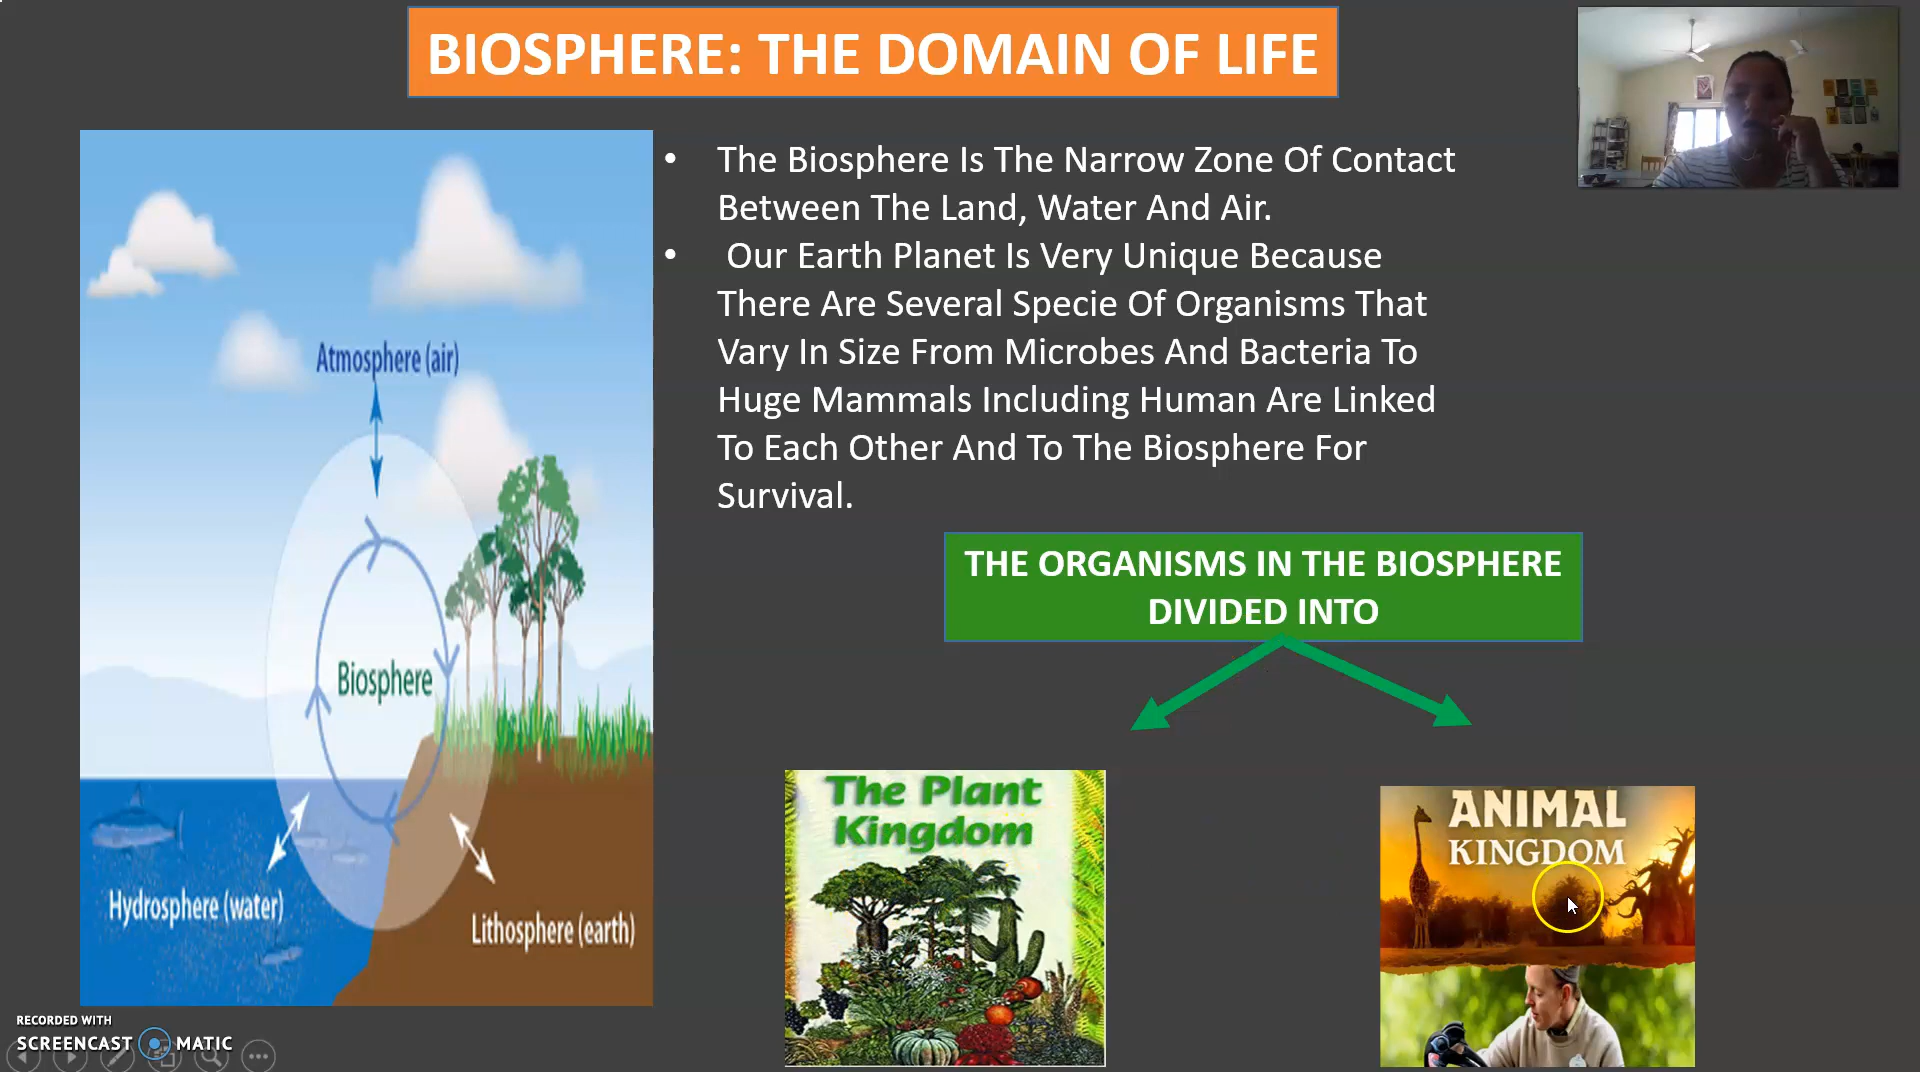 BIOSPHERE: THE DOMAIN OF LIFE
Atmosphere (air)
Biosphere
Hydrosphere (water)
Lithosphere (earth)
• The Biosphere Is The Narrow Zone Of Contact
Between The Land, Water And Air.
• Our Earth Planet Is Very Unique Because
There Are Several Specie Of Organisms That
Vary In Size From Microbes And Bacteria To
Huge Mammals Including Human Are Linked
To Each Other And To The Biosphere For
Survival.
THE ORGANISMS IN THE BIOSPHERE
DIVIDED INTO
The Plant
Kingdom
ANIMAL
KINGDOM
RECORDED WITH
SCREENCAST MATIC